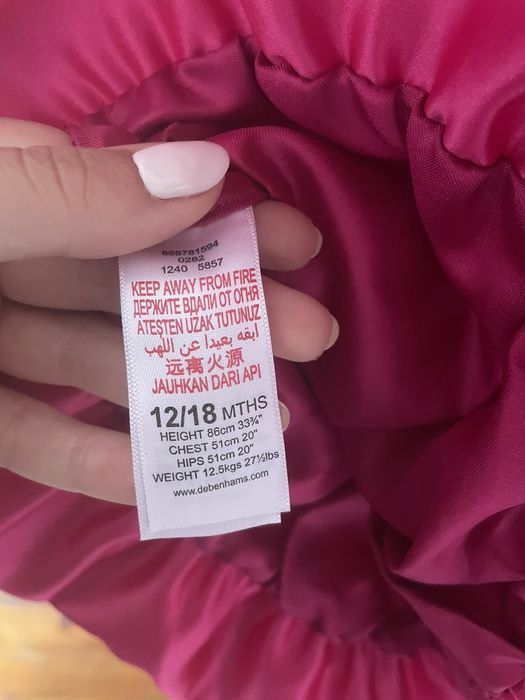 868781594
0282
1240 5857
KEEP AWAY FROM FIRE
ДЕРЖИТЕ ВДАЛИ ОТ ОГНЯ
ATEŞTEN UZAK TUTUNUZ
ابقه بعيدا عن اللهب
远离火源
JAUHKAN DARI API
12/18 MTHS
HEIGHT 86cm 33¾"
CHEST 51cm 20"
HIPS 51cm 20"
WEIGHT 12.5kgs 27½lbs
www.debenhams.com